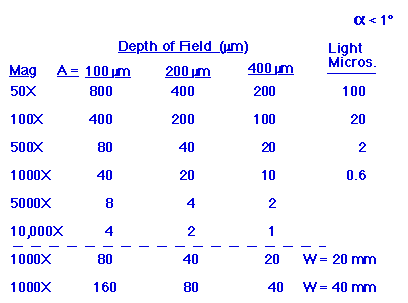 α < 1°
Depth of Field (µm)
Light
Micros.
Mag A = 100 µm 200 µm 400 µm
50X 800 400 200 100
100X 400 200 100 20
500X 80 40 20 2
1000X 40 20 10 0.6
5000X 8 4 2
10,000X 4 2 1
1000X 80 40 20 W = 20 mm
1000X 160 80 40 W = 40 mm